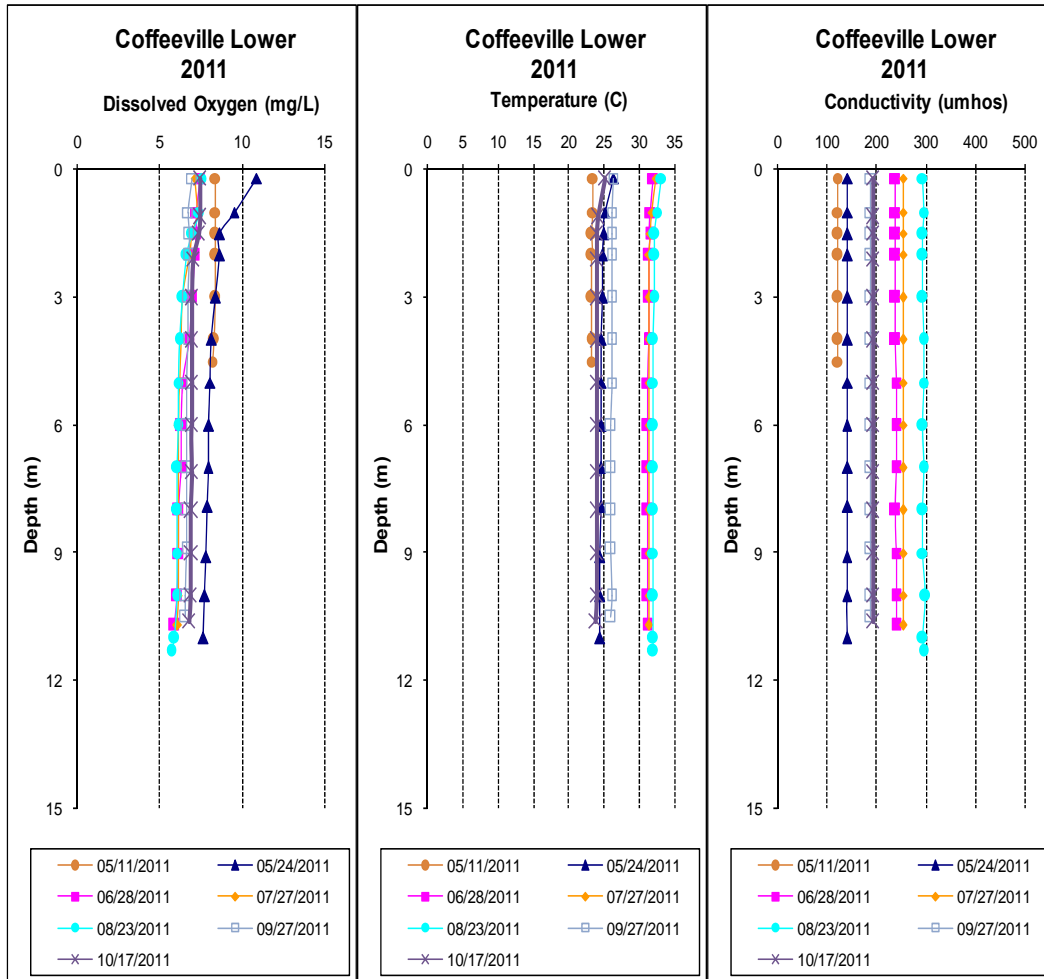 Coffeeville Lower
2011
Dissolved Oxygen (mg/L)
0 5 10 15
0
3
6
9
12
15
Depth (m)
05/11/2011 05/24/2011
06/28/2011 07/27/2011
08/23/2011 09/27/2011
10/17/2011
Coffeeville Lower
2011
Temperature (C)
0 5 10 15 20 25 30 35
0
3
6
9
12
15
Depth (m)
05/11/2011 05/24/2011
06/28/2011 07/27/2011
08/23/2011 09/27/2011
10/17/2011
Coffeeville Lower
2011
Conductivity (umhos)
0 100 200 300 400 500
0
3
6
9
12
15
Depth (m)
05/11/2011 05/24/2011
06/28/2011 07/27/2011
08/23/2011 09/27/2011
10/17/2011